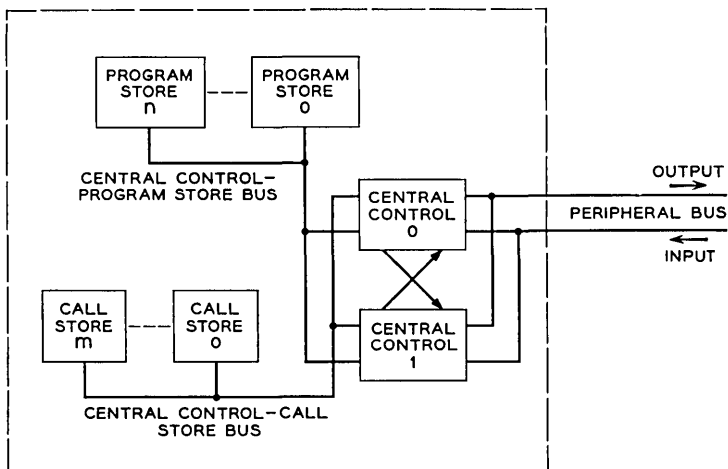 PROGRAM
STORE
n
PROGRAM
STORE
0
CENTRAL CONTROL-
PROGRAM STORE BUS
CENTRAL
CONTROL
0
OUTPUT
PERIPHERAL BUS
INPUT
CALL
STORE
m
CALL
STORE
0
CENTRAL
CONTROL
1
CENTRAL CONTROL-CALL
STORE BUS